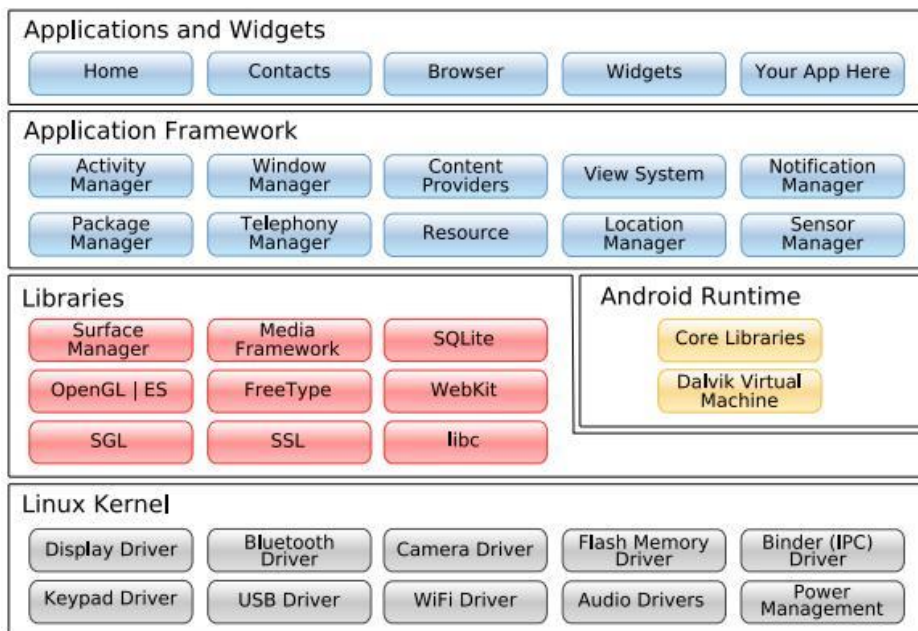 Applications and Widgets
Home
Contacts
Browser
Widgets
Your App Here
Application Framework
Activity
Manager
Window
Manager
Content
Providers
View System
Notification
Manager
Package
Manager
Telephony
Manager
Resource
Location
Manager
Sensor
Manager
Libraries
Surface
Manager
Media
Framework
SQLite
OpenGL | ES
FreeType
WebKit
SGL
SSL
libc
Android Runtime
Core Libraries
Dalvik Virtual
Machine
Linux Kernel
Display Driver
Bluetooth
Driver
Camera Driver
Flash Memory
Driver
Binder (IPC)
Driver
Keypad Driver
USB Driver
WiFi Driver
Audio Drivers
Power
Management